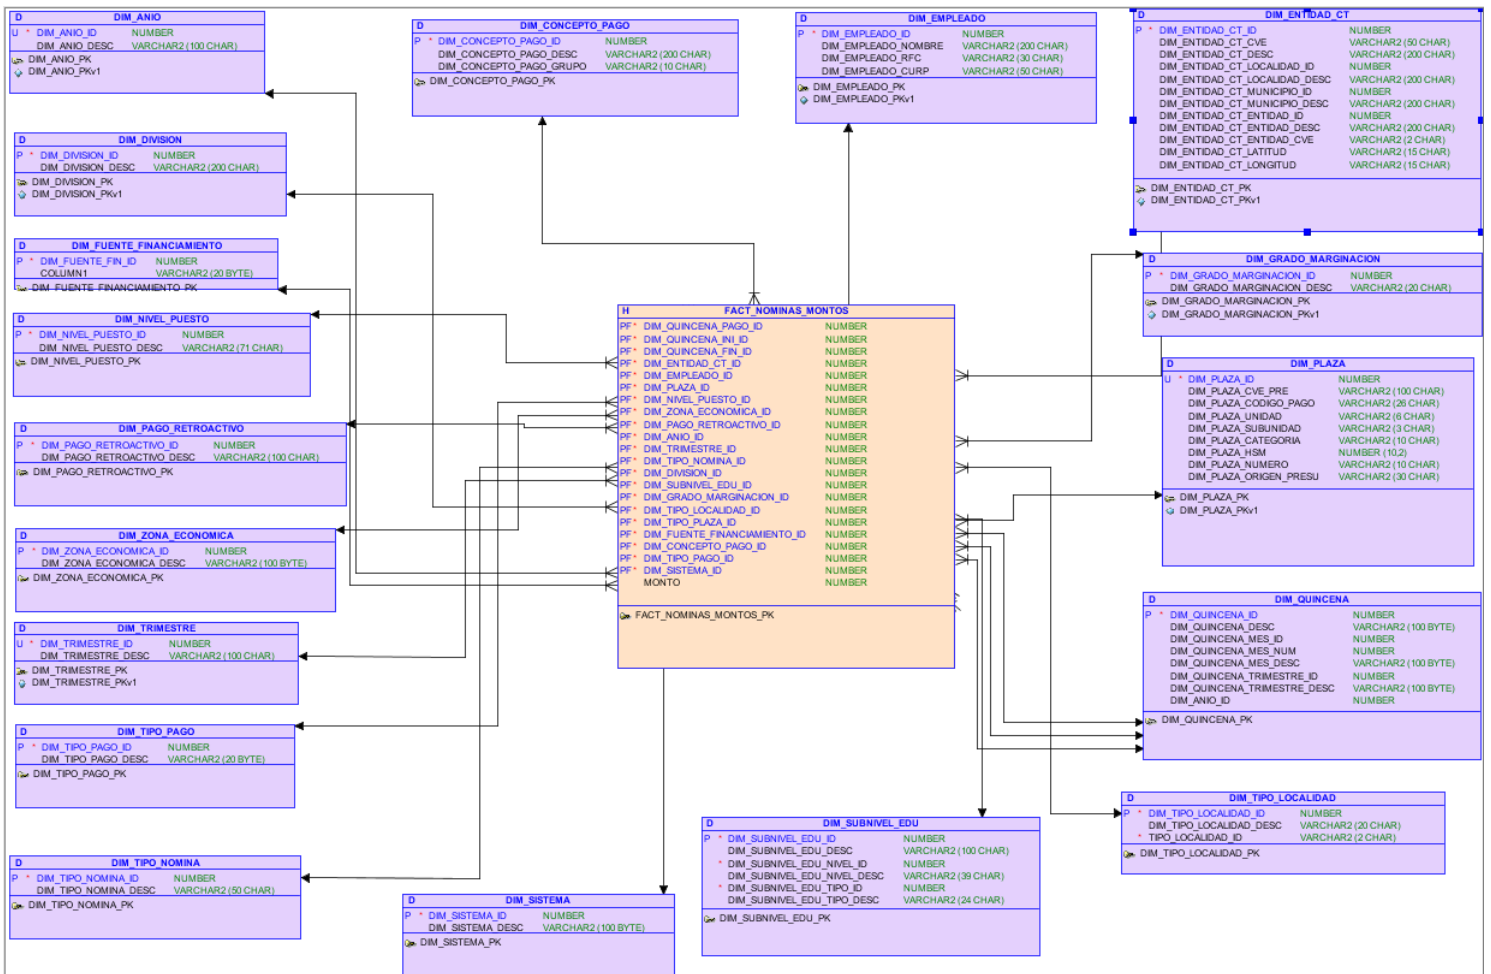 D DIM_ANIO
U * DIM_ANIO_ID NUMBER
DIM_ANIO_DESC VARCHAR2 (100 CHAR)
DIM_ANIO_PK
DIM_ANIO_PKv1
D DIM_CONCEPTO_PAGO
P * DIM_CONCEPTO_PAGO_ID NUMBER
DIM_CONCEPTO_PAGO_DESC VARCHAR2 (200 CHAR)
DIM_CONCEPTO_PAGO_GRUPO VARCHAR2 (10 CHAR)
DIM_CONCEPTO_PAGO_PK
D DIM_EMPLEADO
P * DIM_EMPLEADO_ID NUMBER
DIM_EMPLEADO_NOMBRE VARCHAR2 (200 CHAR)
DIM_EMPLEADO_RFC VARCHAR2 (30 CHAR)
DIM_EMPLEADO_CURP VARCHAR2 (50 CHAR)
DIM_EMPLEADO_PK
DIM_EMPLEADO_PKv1
D DIM_ENTIDAD_CT
P * DIM_ENTIDAD_CT_ID NUMBER
DIM_ENTIDAD_CT_CVE VARCHAR2 (50 CHAR)
DIM_ENTIDAD_CT_DESC VARCHAR2 (200 CHAR)
DIM_ENTIDAD_CT_LOCALIDAD_ID NUMBER
DIM_ENTIDAD_CT_LOCALIDAD_DESC VARCHAR2 (200 CHAR)
DIM_ENTIDAD_CT_MUNICIPIO_ID NUMBER
DIM_ENTIDAD_CT_MUNICIPIO_DESC VARCHAR2 (200 CHAR)
DIM_ENTIDAD_CT_ENTIDAD_ID NUMBER
DIM_ENTIDAD_CT_ENTIDAD_DESC VARCHAR2 (200 CHAR)
DIM_ENTIDAD_CT_ENTIDAD_CVE VARCHAR2 (2 CHAR)
DIM_ENTIDAD_CT_LATITUD VARCHAR2 (15 CHAR)
DIM_ENTIDAD_CT_LONGITUD VARCHAR2 (15 CHAR)
DIM_ENTIDAD_CT_PK
DIM_ENTIDAD_CT_PKv1
D DIM_DIVISION
P * DIM_DIVISION_ID NUMBER
DIM_DIVISION_DESC VARCHAR2 (200 CHAR)
DIM_DIVISION_PK
DIM_DIVISION_PKv1
D DIM_FUENTE_FINANCIAMIENTO
P * DIM_FUENTE_FIN_ID NUMBER
COLUMN1 VARCHAR2 (20 BYTE)
DIM_FUENTE_FINANCIAMIENTO_PK
D DIM_GRADO_MARGINACION
P * DIM_GRADO_MARGINACION_ID NUMBER
DIM_GRADO_MARGINACION_DESC VARCHAR2 (20 CHAR)
DIM_GRADO_MARGINACION_PK
DIM_GRADO_MARGINACION_PKv1
D DIM_NIVEL_PUESTO
P * DIM_NIVEL_PUESTO_ID NUMBER
DIM_NIVEL_PUESTO_DESC VARCHAR2 (71 CHAR)
DIM_NIVEL_PUESTO_PK
H FACT_NOMINAS_MONTOS
PF* DIM_QUINCENA_PAGO_ID NUMBER
PF* DIM_QUINCENA_INI_ID NUMBER
PF* DIM_QUINCENA_FIN_ID NUMBER
PF* DIM_ENTIDAD_CT_ID NUMBER
PF* DIM_EMPLEADO_ID NUMBER
PF* DIM_PLAZA_ID NUMBER
PF* DIM_NIVEL_PUESTO_ID NUMBER
PF* DIM_ZONA_ECONOMICA_ID NUMBER
PF* DIM_PAGO_RETROACTIVO_ID NUMBER
PF* DIM_ANIO_ID NUMBER
PF* DIM_TRIMESTRE_ID NUMBER
PF* DIM_TIPO_NOMINA_ID NUMBER
PF* DIM_DIVISION_ID NUMBER
PF* DIM_SUBNIVEL_EDU_ID NUMBER
PF* DIM_GRADO_MARGINACION_ID NUMBER
PF* DIM_TIPO_LOCALIDAD_ID NUMBER
PF* DIM_TIPO_PLAZA_ID NUMBER
PF* DIM_FUENTE_FINANCIAMIENTO_ID NUMBER
PF* DIM_CONCEPTO_PAGO_ID NUMBER
PF* DIM_TIPO_PAGO_ID NUMBER
PF* DIM_SISTEMA_ID NUMBER
MONTO NUMBER
FACT_NOMINAS_MONTOS_PK
D DIM_PLAZA
U * DIM_PLAZA_ID NUMBER
DIM_PLAZA_CVE_PRE VARCHAR2 (100 CHAR)
DIM_PLAZA_CODIGO_PAGO VARCHAR2 (26 CHAR)
DIM_PLAZA_UNIDAD VARCHAR2 (6 CHAR)
DIM_PLAZA_SUBUNIDAD VARCHAR2 (3 CHAR)
DIM_PLAZA_CATEGORIA VARCHAR2 (10 CHAR)
DIM_PLAZA_HSM NUMBER (10,2)
DIM_PLAZA_NUMERO VARCHAR2 (10 CHAR)
DIM_PLAZA_ORIGEN_PRESU VARCHAR2 (30 CHAR)
DIM_PLAZA_PK
DIM_PLAZA_PKv1
D DIM_PAGO_RETROACTIVO
P * DIM_PAGO_RETROACTIVO_ID NUMBER
DIM_PAGO_RETROACTIVO_DESC VARCHAR2 (100 CHAR)
DIM_PAGO_RETROACTIVO_PK
D DIM_ZONA_ECONOMICA
P * DIM_ZONA_ECONOMICA_ID NUMBER
DIM_ZONA_ECONOMICA_DESC VARCHAR2 (100 BYTE)
DIM_ZONA_ECONOMICA_PK
D DIM_QUINCENA
P * DIM_QUINCENA_ID NUMBER
DIM_QUINCENA_DESC VARCHAR2 (100 BYTE)
DIM_QUINCENA_MES_ID NUMBER
DIM_QUINCENA_MES_NUM NUMBER
DIM_QUINCENA_MES_DESC VARCHAR2 (100 BYTE)
DIM_QUINCENA_TRIMESTRE_ID NUMBER
DIM_QUINCENA_TRIMESTRE_DESC VARCHAR2 (100 BYTE)
DIM_ANIO_ID NUMBER
DIM_QUINCENA_PK
D DIM_TRIMESTRE
U * DIM_TRIMESTRE_ID NUMBER
DIM_TRIMESTRE_DESC VARCHAR2 (100 CHAR)
DIM_TRIMESTRE_PK
DIM_TRIMESTRE_PKv1
D DIM_TIPO_PAGO
P * DIM_TIPO_PAGO_ID NUMBER
DIM_TIPO_PAGO_DESC VARCHAR2 (20 BYTE)
DIM_TIPO_PAGO_PK
D DIM_TIPO_LOCALIDAD
P * DIM_TIPO_LOCALIDAD_ID NUMBER
DIM_TIPO_LOCALIDAD_DESC VARCHAR2 (20 CHAR)
* TIPO_LOCALIDAD_ID VARCHAR2 (2 CHAR)
DIM_TIPO_LOCALIDAD_PK
D DIM_SUBNIVEL_EDU
P * DIM_SUBNIVEL_EDU_ID NUMBER
DIM_SUBNIVEL_EDU_DESC VARCHAR2 (100 CHAR)
* DIM_SUBNIVEL_EDU_NIVEL_ID NUMBER
DIM_SUBNIVEL_EDU_NIVEL_DESC VARCHAR2 (39 CHAR)
* DIM_SUBNIVEL_EDU_TIPO_ID NUMBER
DIM_SUBNIVEL_EDU_TIPO_DESC VARCHAR2 (24 CHAR)
DIM_SUBNIVEL_EDU_PK
D DIM_TIPO_NOMINA
P * DIM_TIPO_NOMINA_ID NUMBER
DIM_TIPO_NOMINA_DESC VARCHAR2 (50 CHAR)
DIM_TIPO_NOMINA_PK
D DIM_SISTEMA
P * DIM_SISTEMA_ID NUMBER
DIM_SISTEMA_DESC VARCHAR2 (100 BYTE)
DIM_SISTEMA_PK